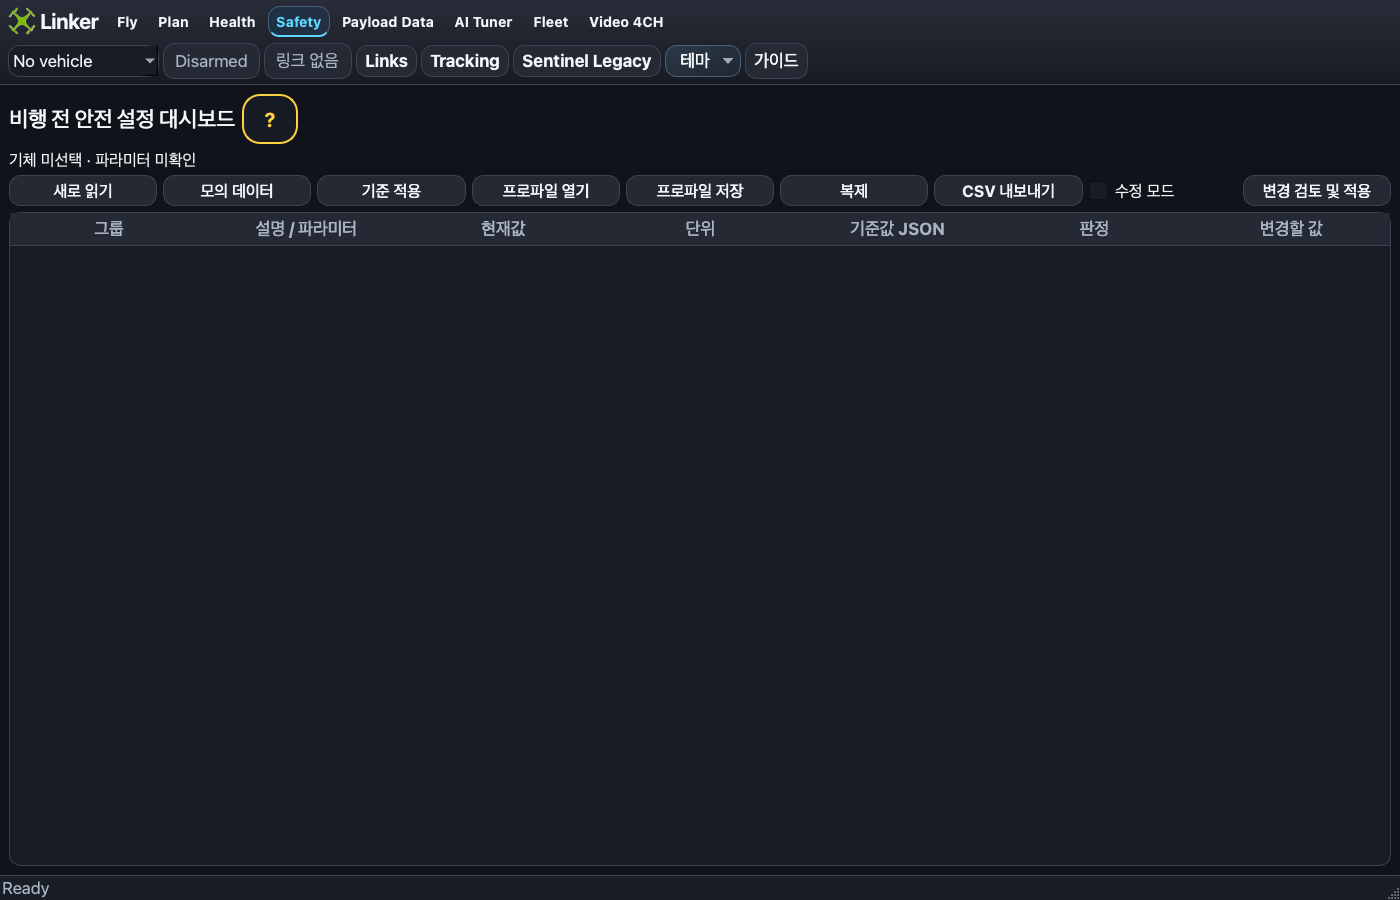 Linker Fly Plan Health Safety Payload Data AI Tuner Fleet Video 4CH
No vehicle Disarmed 링크 없음 Links Tracking Sentinel Legacy 테마 가이드
비행 전 안전 설정 대시보드 ?
기체 미선택 · 파라미터 미확인
새로 읽기 모의 데이터 기준 적용 프로파일 열기 프로파일 저장 복제 CSV 내보내기 수정 모드 변경 검토 및 적용
그룹 설명 / 파라미터 현재값 단위 기준값 JSON 판정 변경할 값
Ready